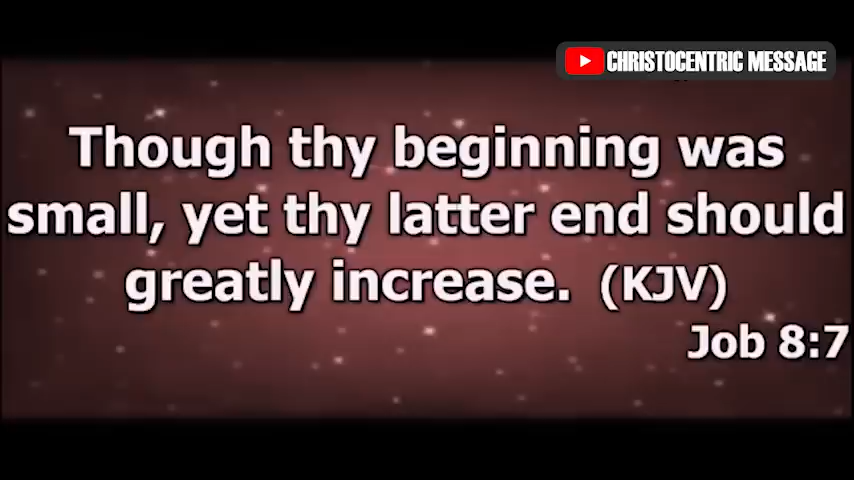 CHRISTOCENTRIC MESSAGE
Though thy beginning was
small, yet thy latter end should
greatly increase. (KJV)
Job 8:7